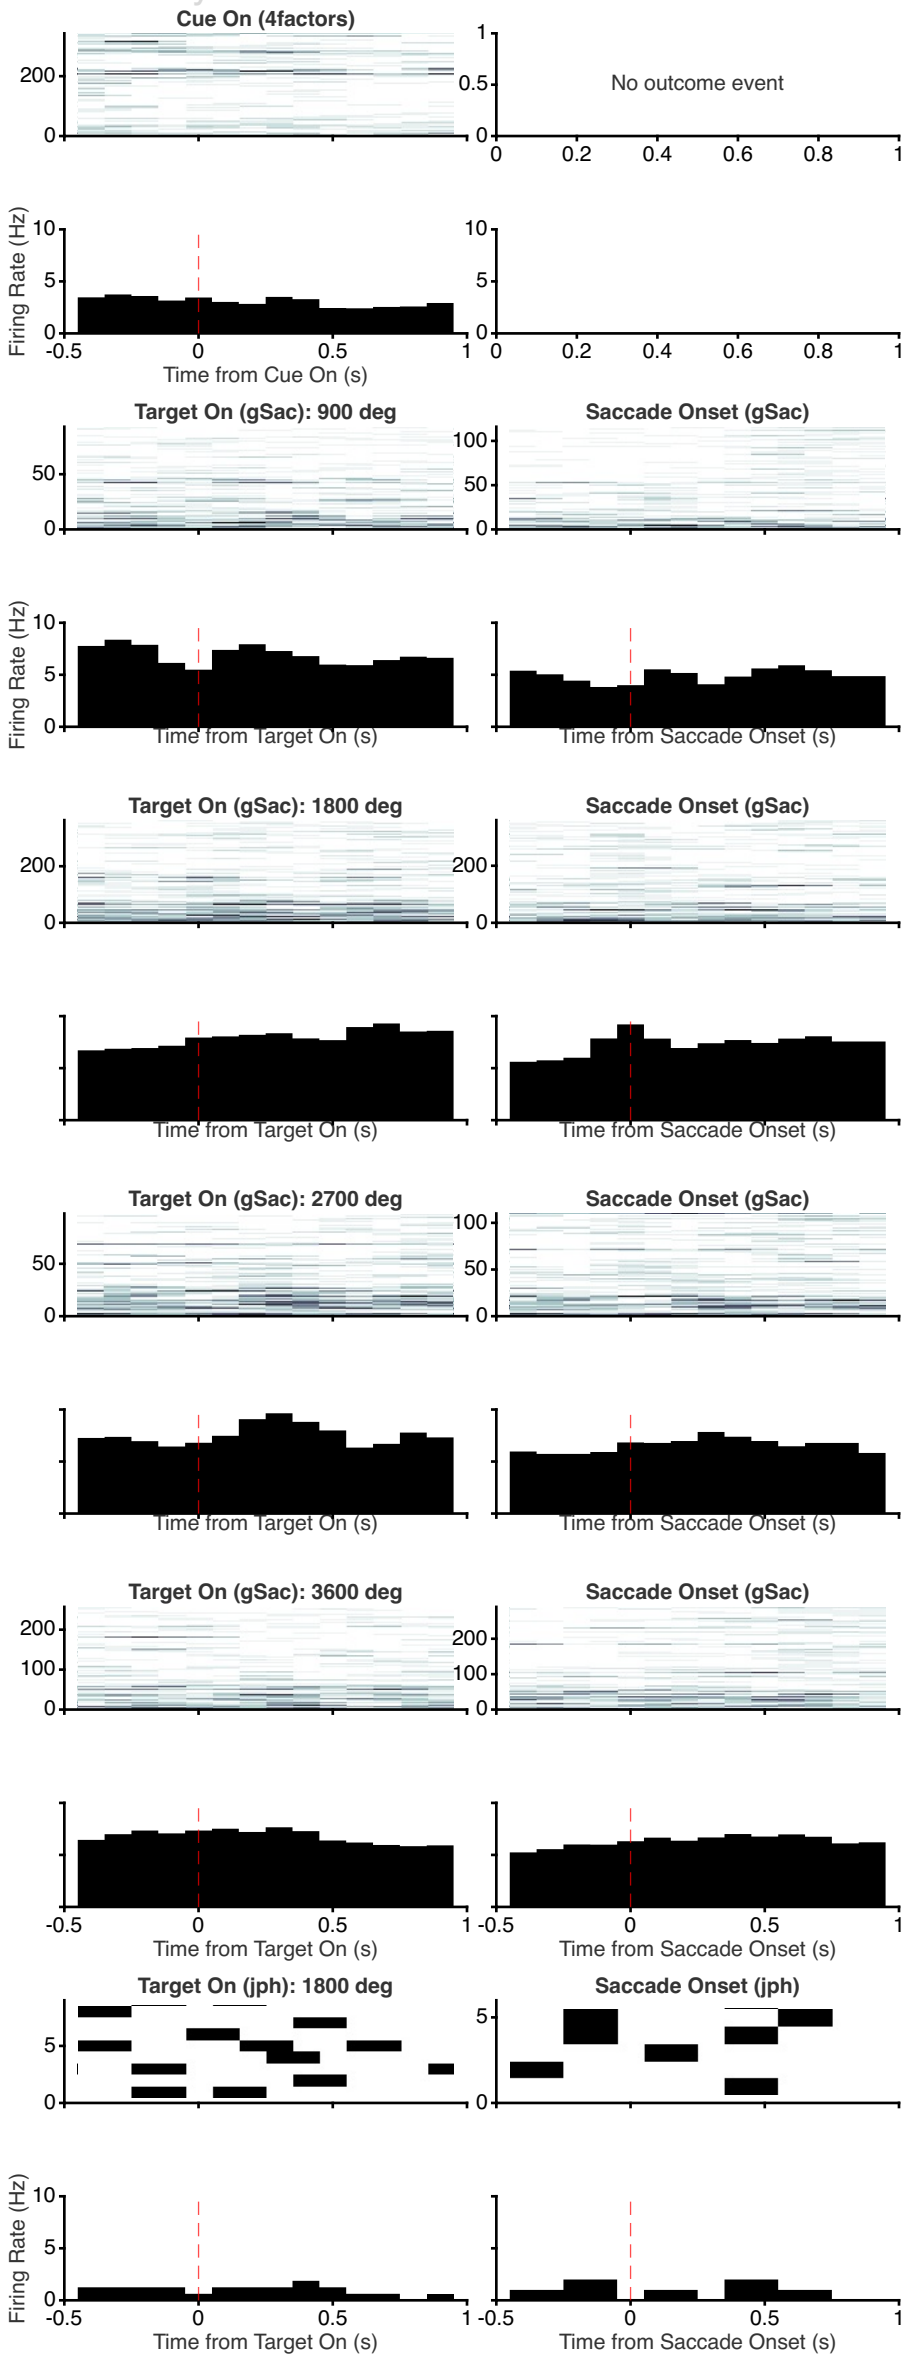 Cue On (4factors)
200
0
1
0.5
0
No outcome event
0 0.2 0.4 0.6 0.8 1
Firing Rate (Hz)
10
5
0
-0.5 0 0.5 1
Time from Cue On (s)
10
5
0
0 0.2 0.4 0.6 0.8 1
Target On (gSac): 900 deg
50
0
Saccade Onset (gSac)
100
50
0
Firing Rate (Hz)
10
5
0
Time from Target On (s)
Time from Saccade Onset (s)
Target On (gSac): 1800 deg
200
0
Saccade Onset (gSac)
200
0
Time from Target On (s)
Time from Saccade Onset (s)
Target On (gSac): 2700 deg
50
0
Saccade Onset (gSac)
100
50
0
Time from Target On (s)
Time from Saccade Onset (s)
Target On (gSac): 3600 deg
200
100
0
Saccade Onset (gSac)
200
100
0
-0.5 0 0.5 1
Time from Target On (s)
-0.5 0 0.5 1
Time from Saccade Onset (s)
Target On (jph): 1800 deg
5
0
Saccade Onset (jph)
5
0
Firing Rate (Hz)
10
5
0
-0.5 0 0.5 1
Time from Target On (s)
-0.5 0 0.5 1
Time from Saccade Onset (s)